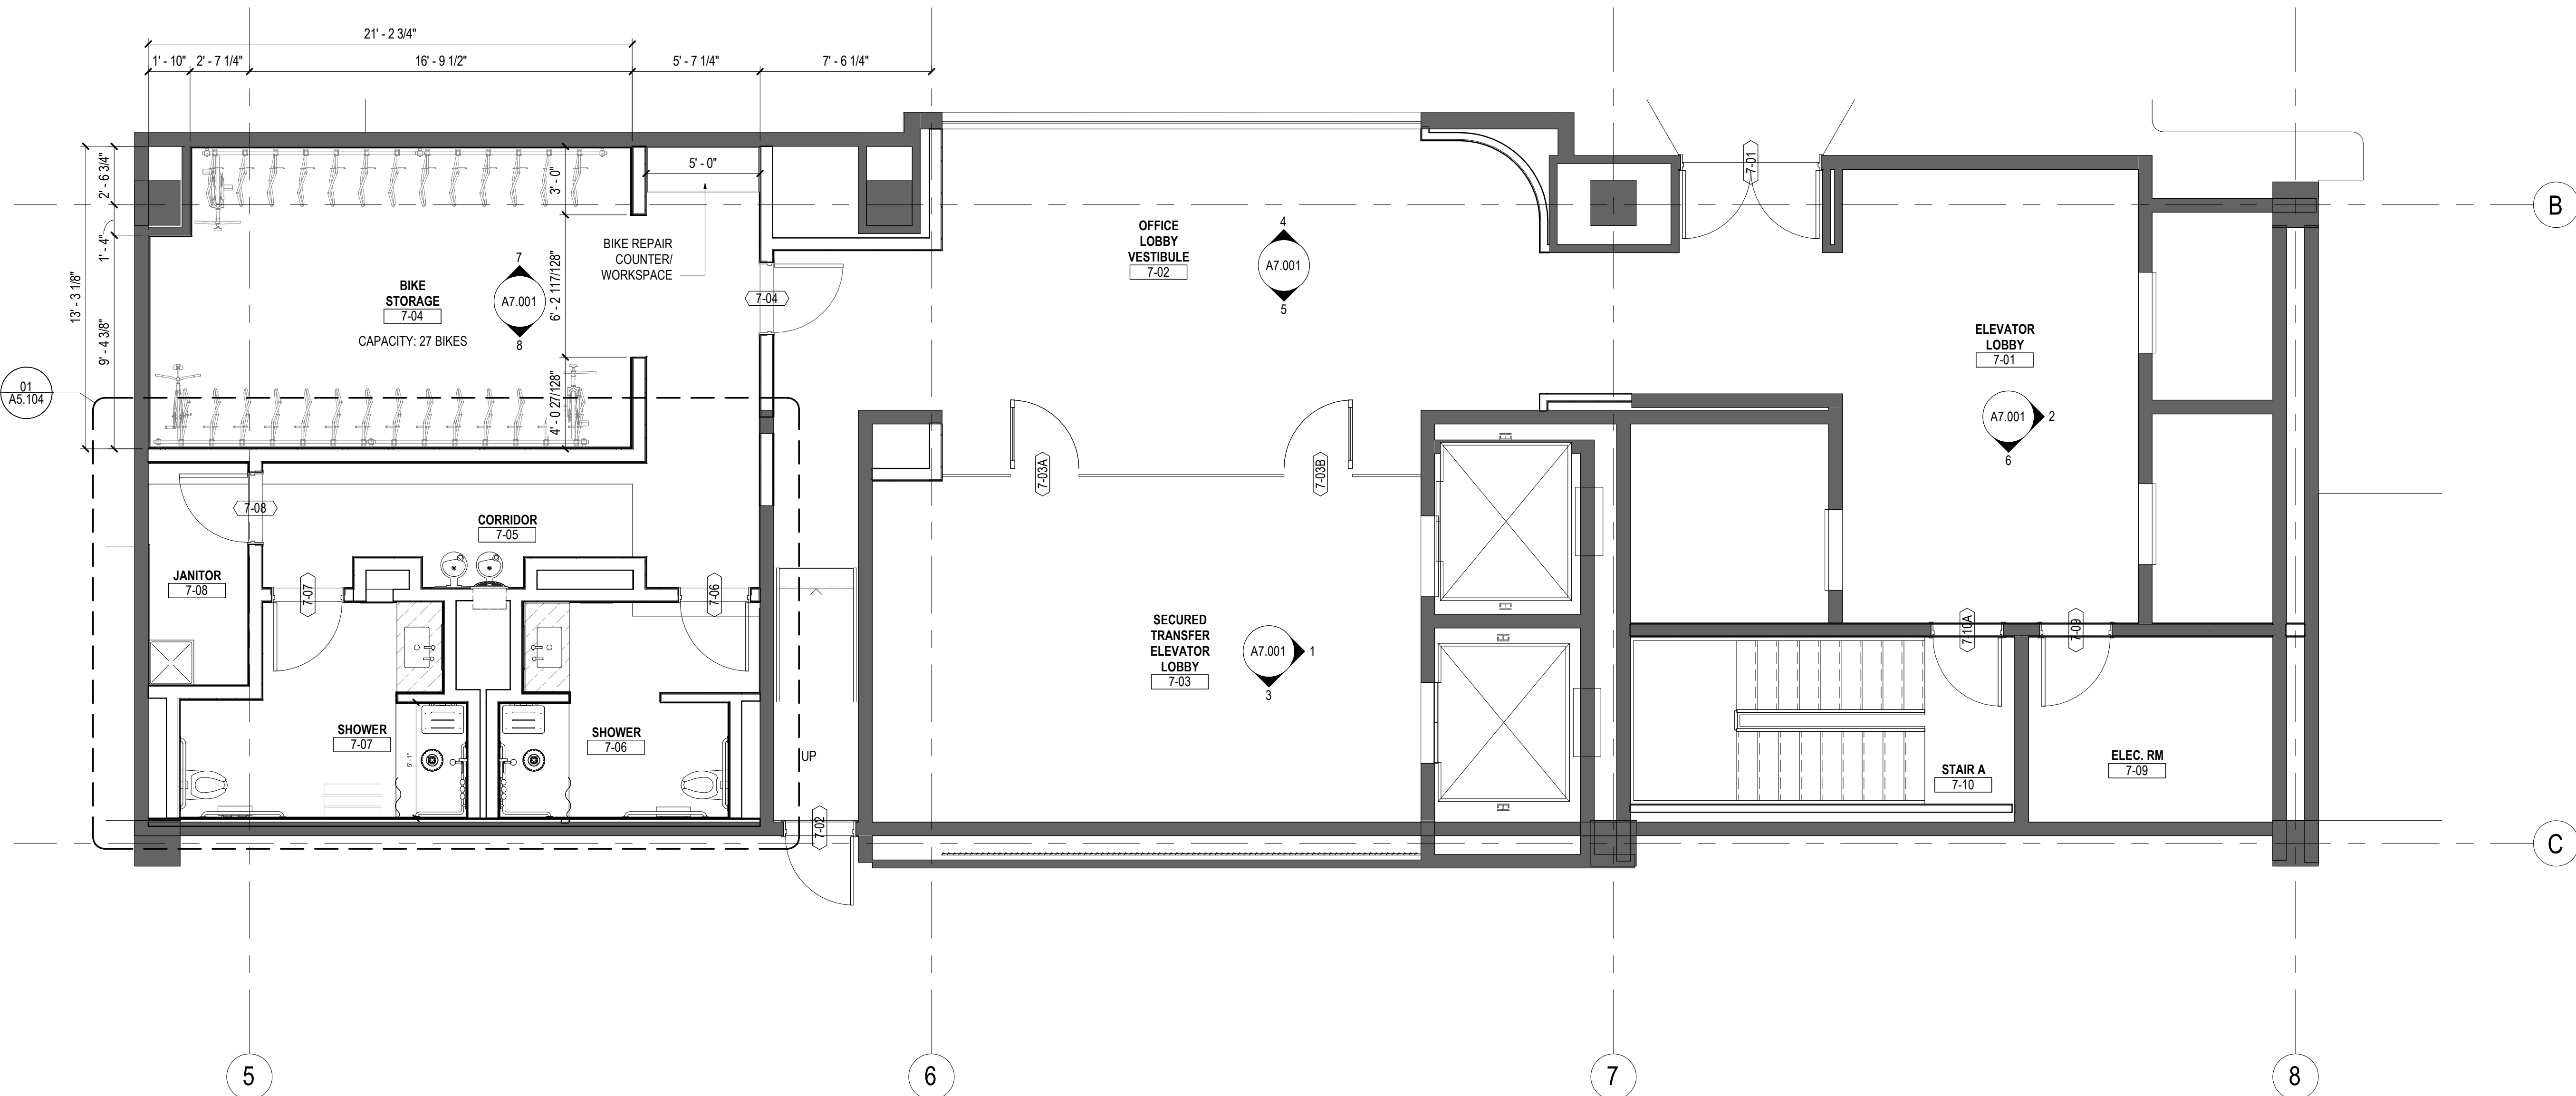 21' - 2 3/4"
1' - 10"
2' - 7 1/4"
16' - 9 1/2"
5' - 7 1/4"
7' - 6 1/4"
13' - 3 1/8"
2' - 6 3/4"
1' - 4"
9' - 4 3/8"
3' - 0"
6' - 2 117/128"
4' - 0 27/128"
5' - 0"
BIKE REPAIR
COUNTER/
WORKSPACE
BIKE
STORAGE
7-04
CAPACITY: 27 BIKES
7
A7.001
8
7-04
01
A5.104
OFFICE
LOBBY
VESTIBULE
7-02
4
A7.001
5
7-01
B
ELEVATOR
LOBBY
7-01
A7.001
2
6
7-03A
7-03B
7-08
CORRIDOR
7-05
JANITOR
7-08
7-07
7-06
SECURED
TRANSFER
ELEVATOR
LOBBY
7-03
A7.001
1
3
7-10A
7-09
SHOWER
7-07
5'-1"
SHOWER
7-06
UP
7-02
STAIR A
7-10
ELEC. RM
7-09
C
5
6
7
8